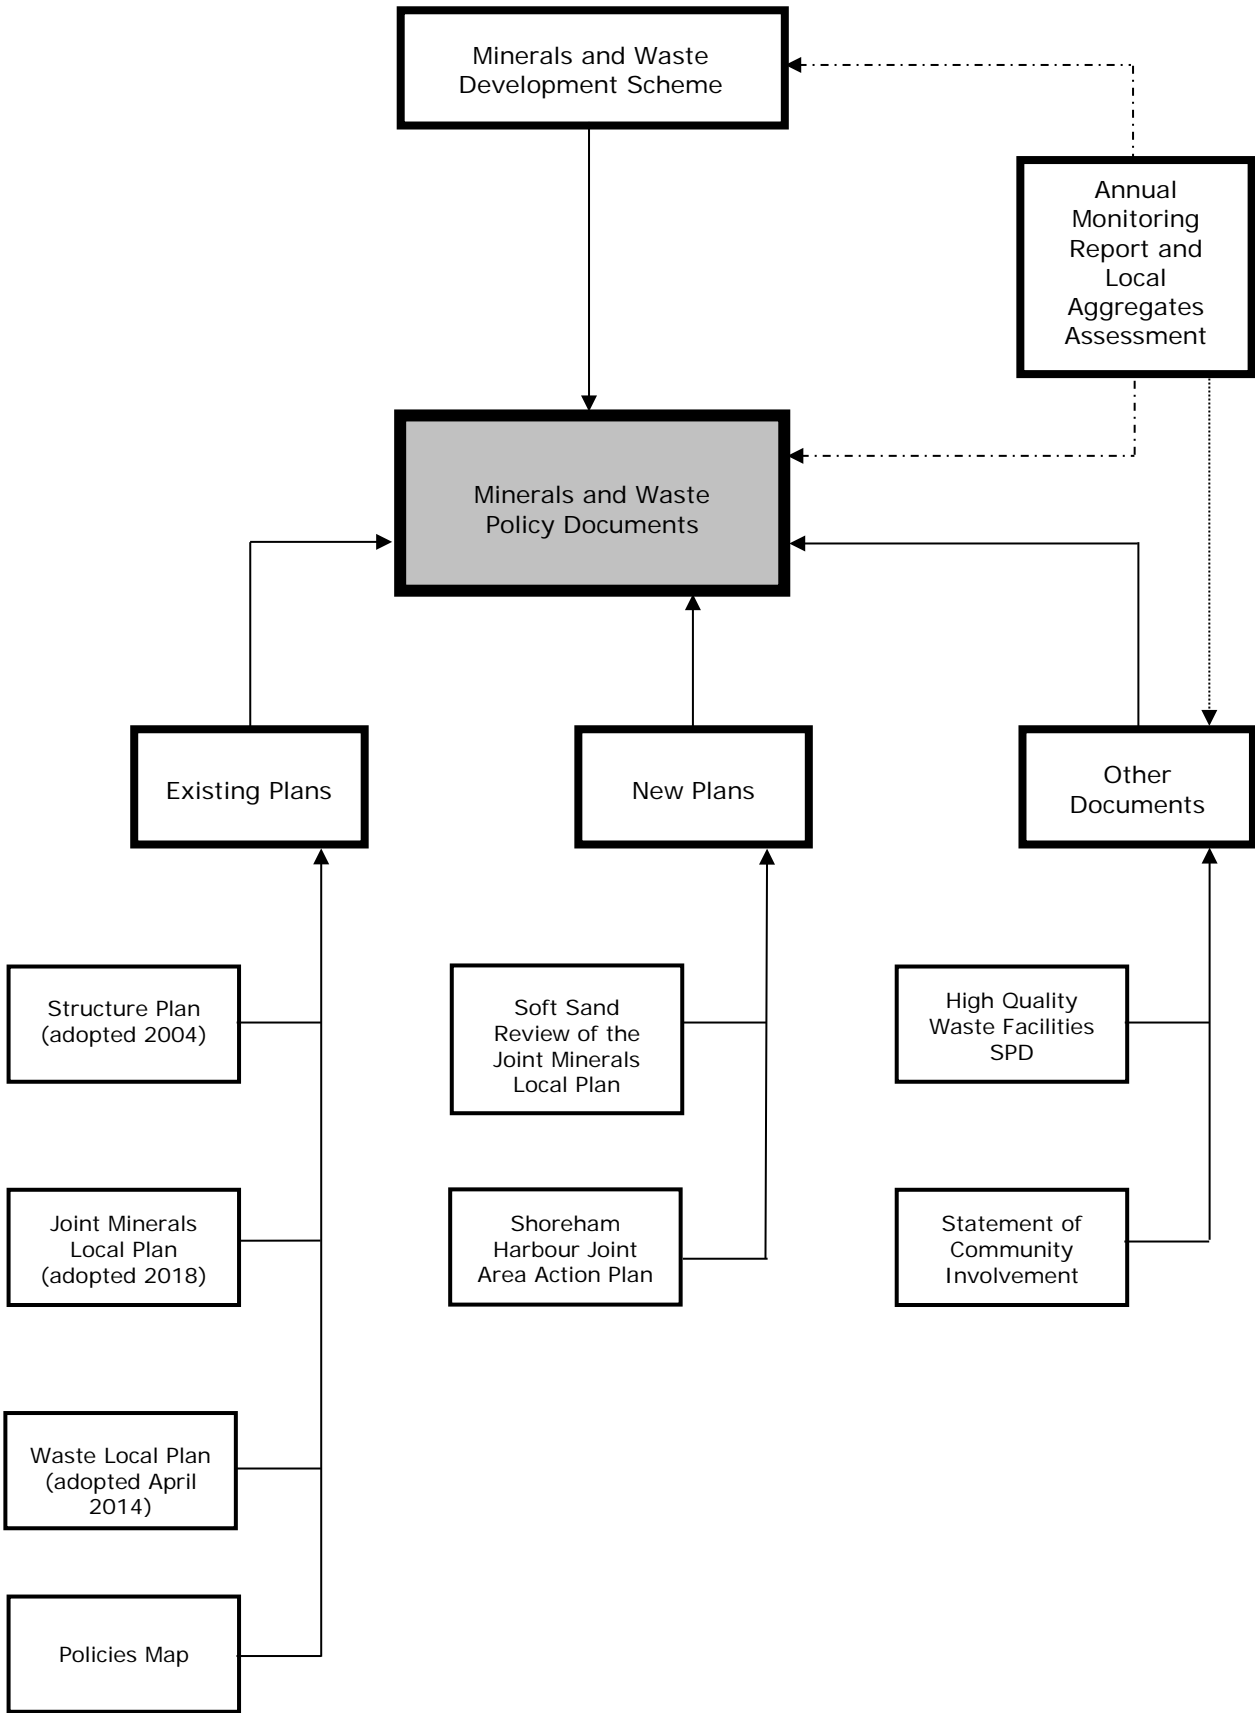 Minerals and Waste
Development Scheme
Annual
Monitoring
Report and
Local
Aggregates
Assessment
Minerals and Waste
Policy Documents
Existing Plans
New Plans
Other
Documents
Structure Plan
(adopted 2004)
Soft Sand
Review of the
Joint Minerals
Local Plan
High Quality
Waste Facilities
SPD
Joint Minerals
Local Plan
(adopted 2018)
Shoreham
Harbour Joint
Area Action Plan
Statement of
Community
Involvement
Waste Local Plan
(adopted April
2014)
Policies Map